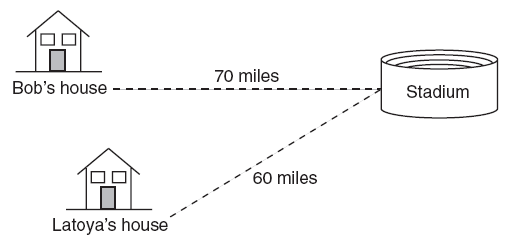 70 miles
Bob's house
Stadium
60 miles
Latoya's house